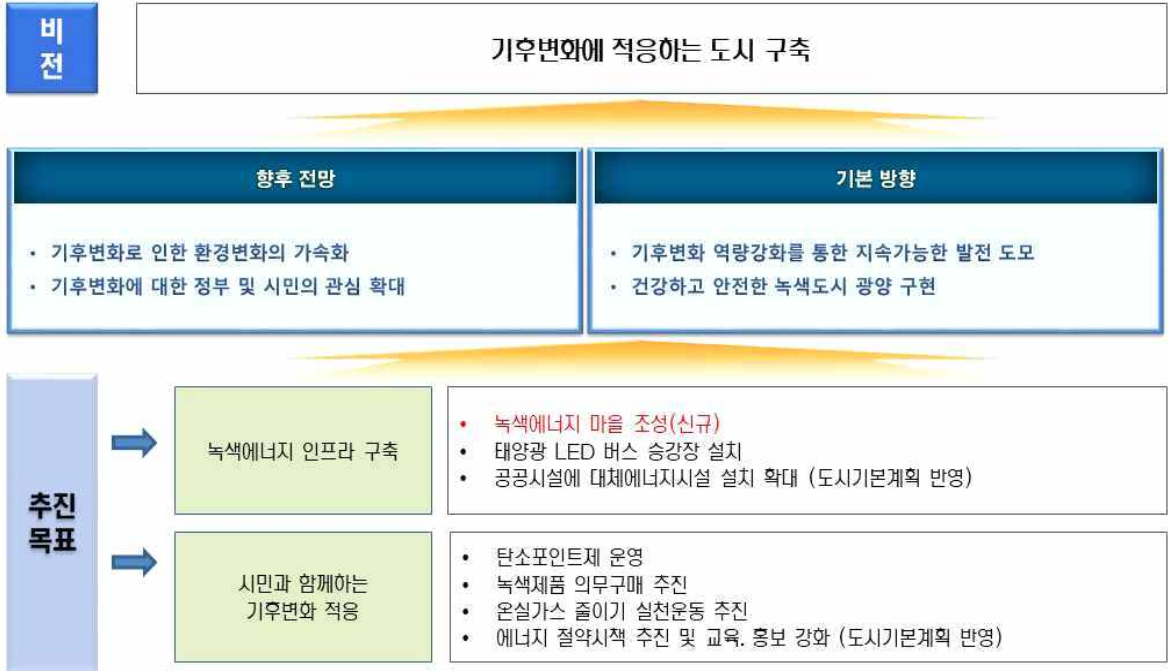 비
전
기후변화에 적응하는 도시 구축
향후 전망
• 기후변화로 인한 환경변화의 가속화
• 기후변화에 대한 정부 및 시민의 관심 확대
기본 방향
• 기후변화 역량강화를 통한 지속가능한 발전 도모
• 건강하고 안전한 녹색도시 광양 구현
추진
목표
녹색에너지 인프라 구축
• 녹색에너지 마을 조성(신규)
• 태양광 LED 버스 승강장 설치
• 공공시설에 대체에너지시설 설치 확대 (도시기본계획 반영)
시민과 함께하는
기후변화 적응
• 탄소포인트제 운영
• 녹색제품 의무구매 추진
• 온실가스 줄이기 실천운동 추진
• 에너지 절약시책 추진 및 교육. 홍보 강화 (도시기본계획 반영)